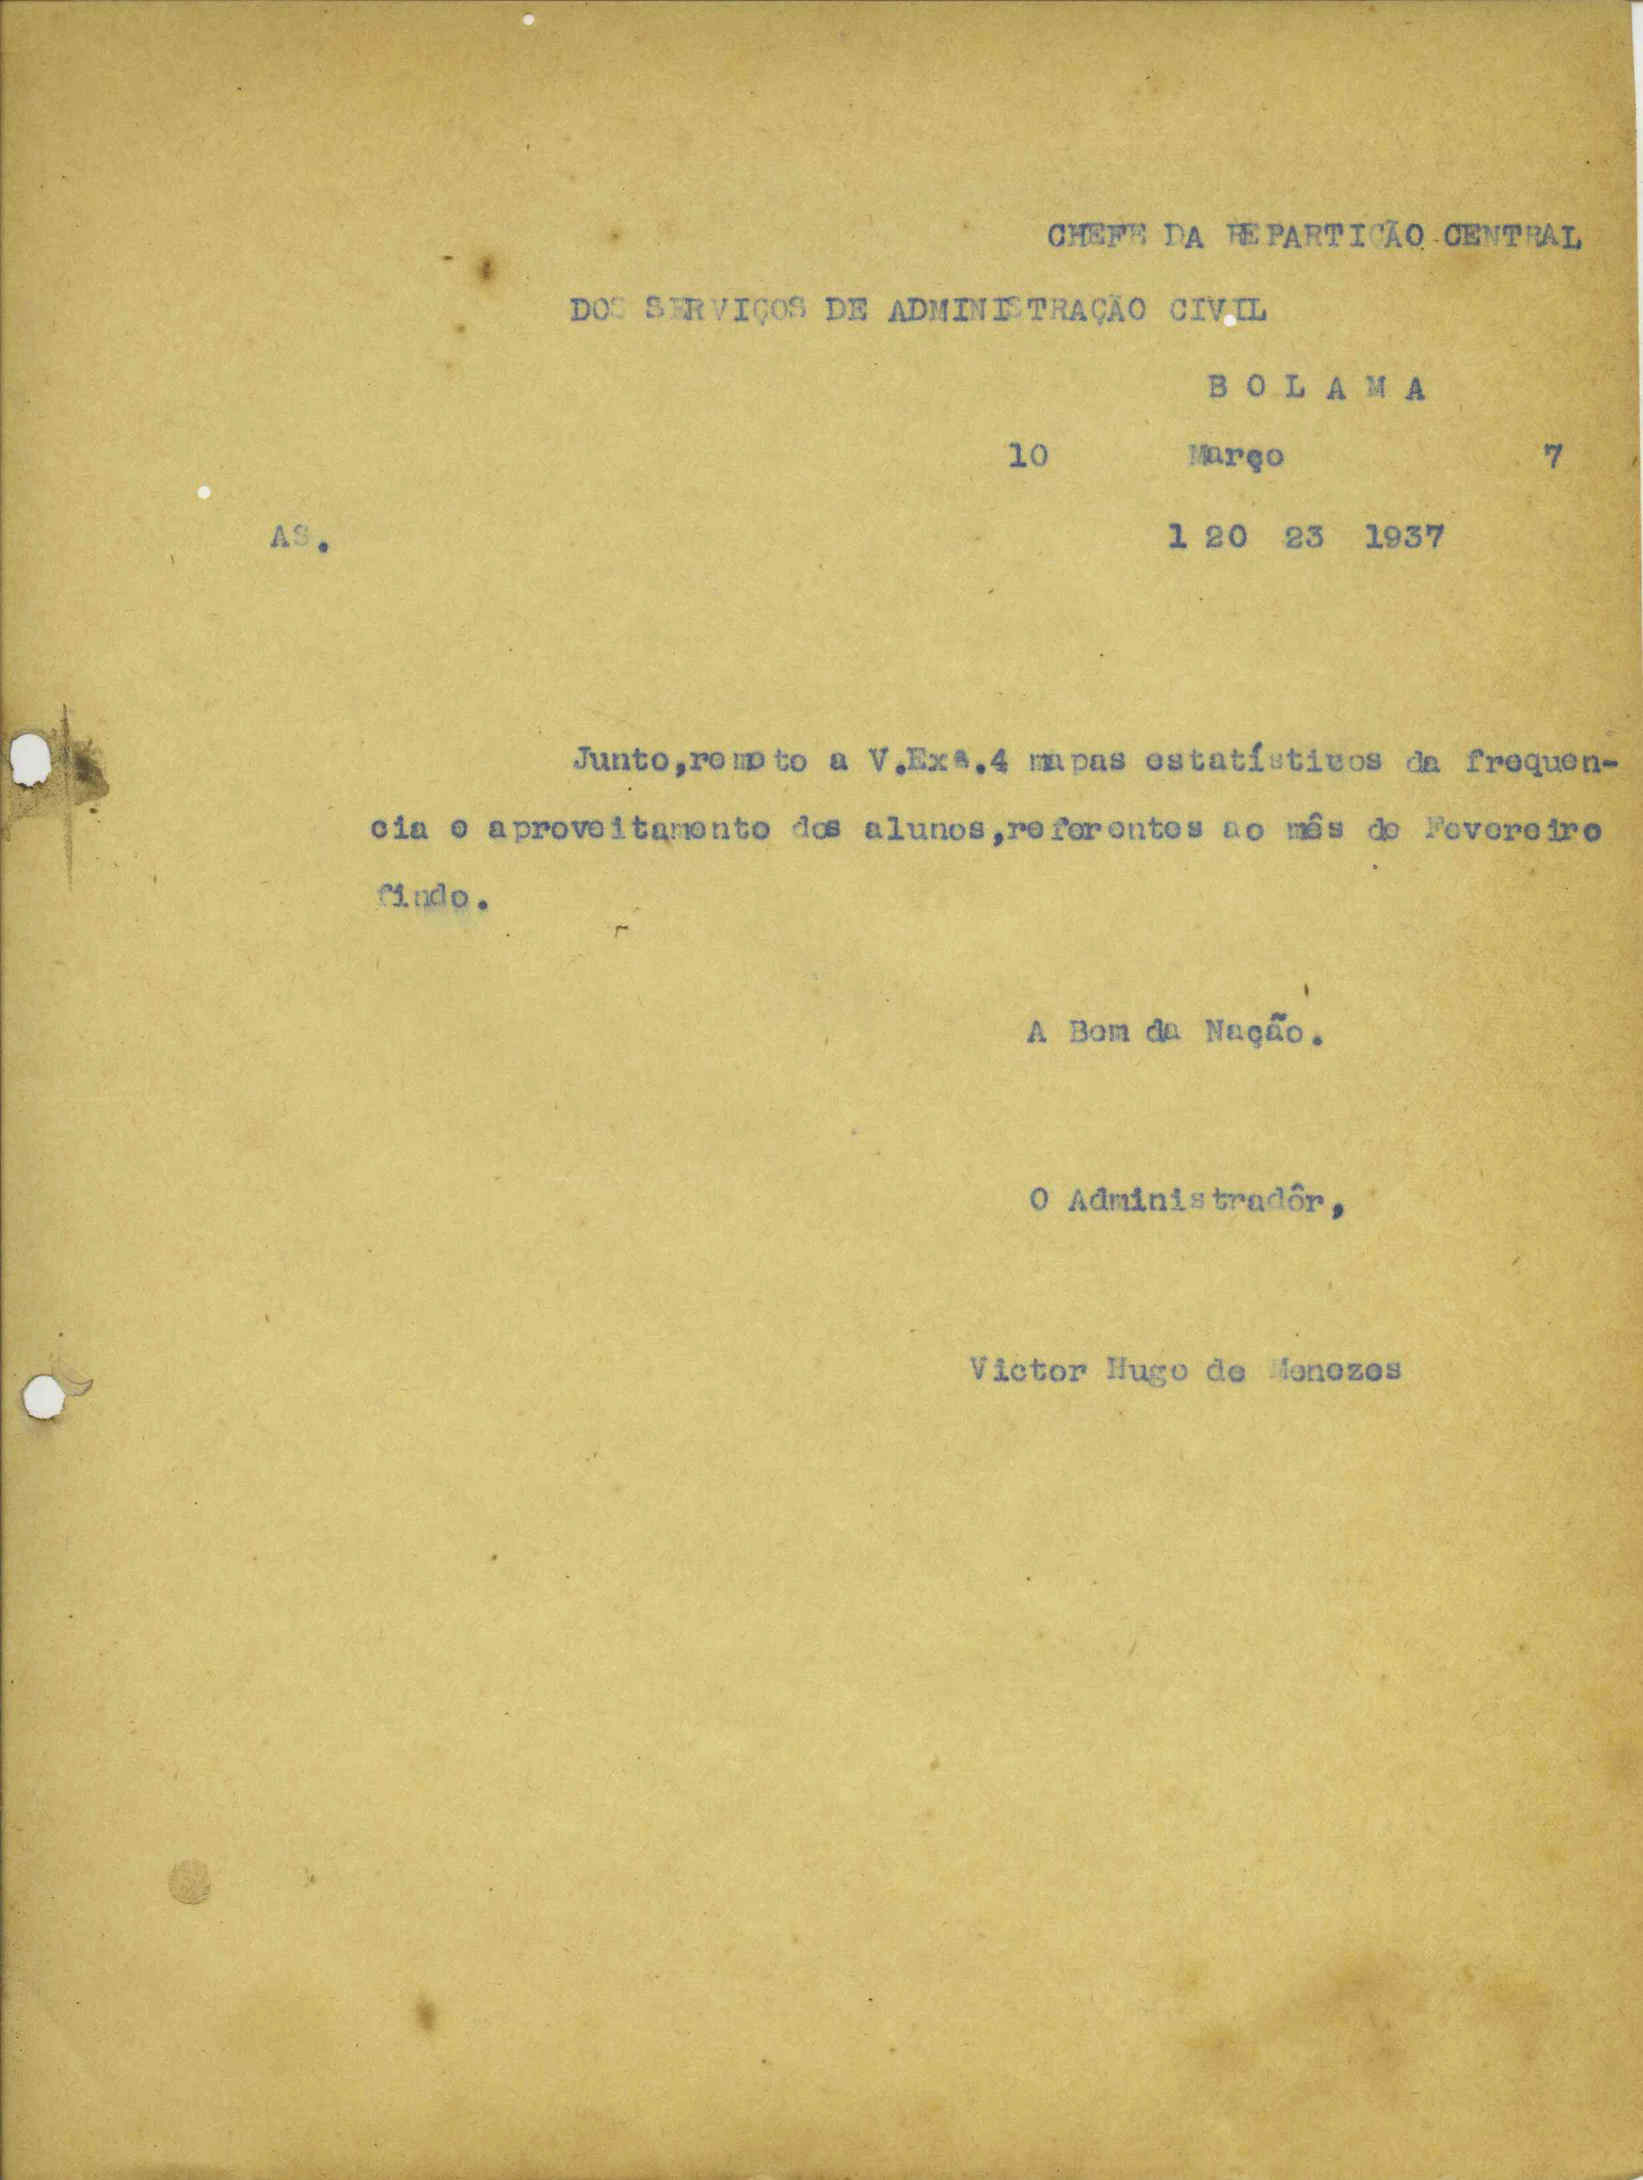 CHEFE DA REPARTIÇÃO CENTRAL
DOS SERVIÇOS DE ADMINISTRAÇÃO CIVIL
B O L A M A
10 Março 7
AS. 1 20 23 1937
Junto,remeto a V.Exª.4 mapas estatísticos da frequen-
cia e aproveitamento dos alunos,referentes ao mês de Fevereiro
findo.
A Bem da Nação.
O Administradôr,
Victor Hugo de Menezes